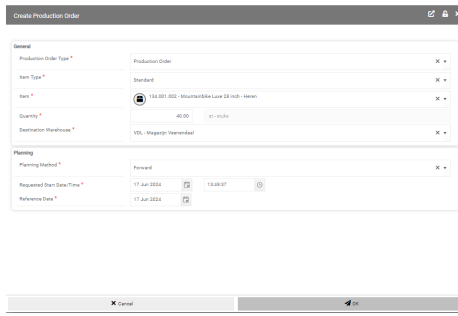 Create Production Order
General
Production Order Type *
Production Order
Item Type *
Standard
Item *
134.001.002 - Mountainbike Luxe 28 inch - Heren
Quantity *
40.00
st - stuks
Destination Warehouse *
VDL - Magazijn Veenendaal
Planning
Planning Method *
Forward
Requested Start Date/Time *
17 Jun 2024
13:49:37
Reference Date *
17 Jun 2024
Cancel
OK